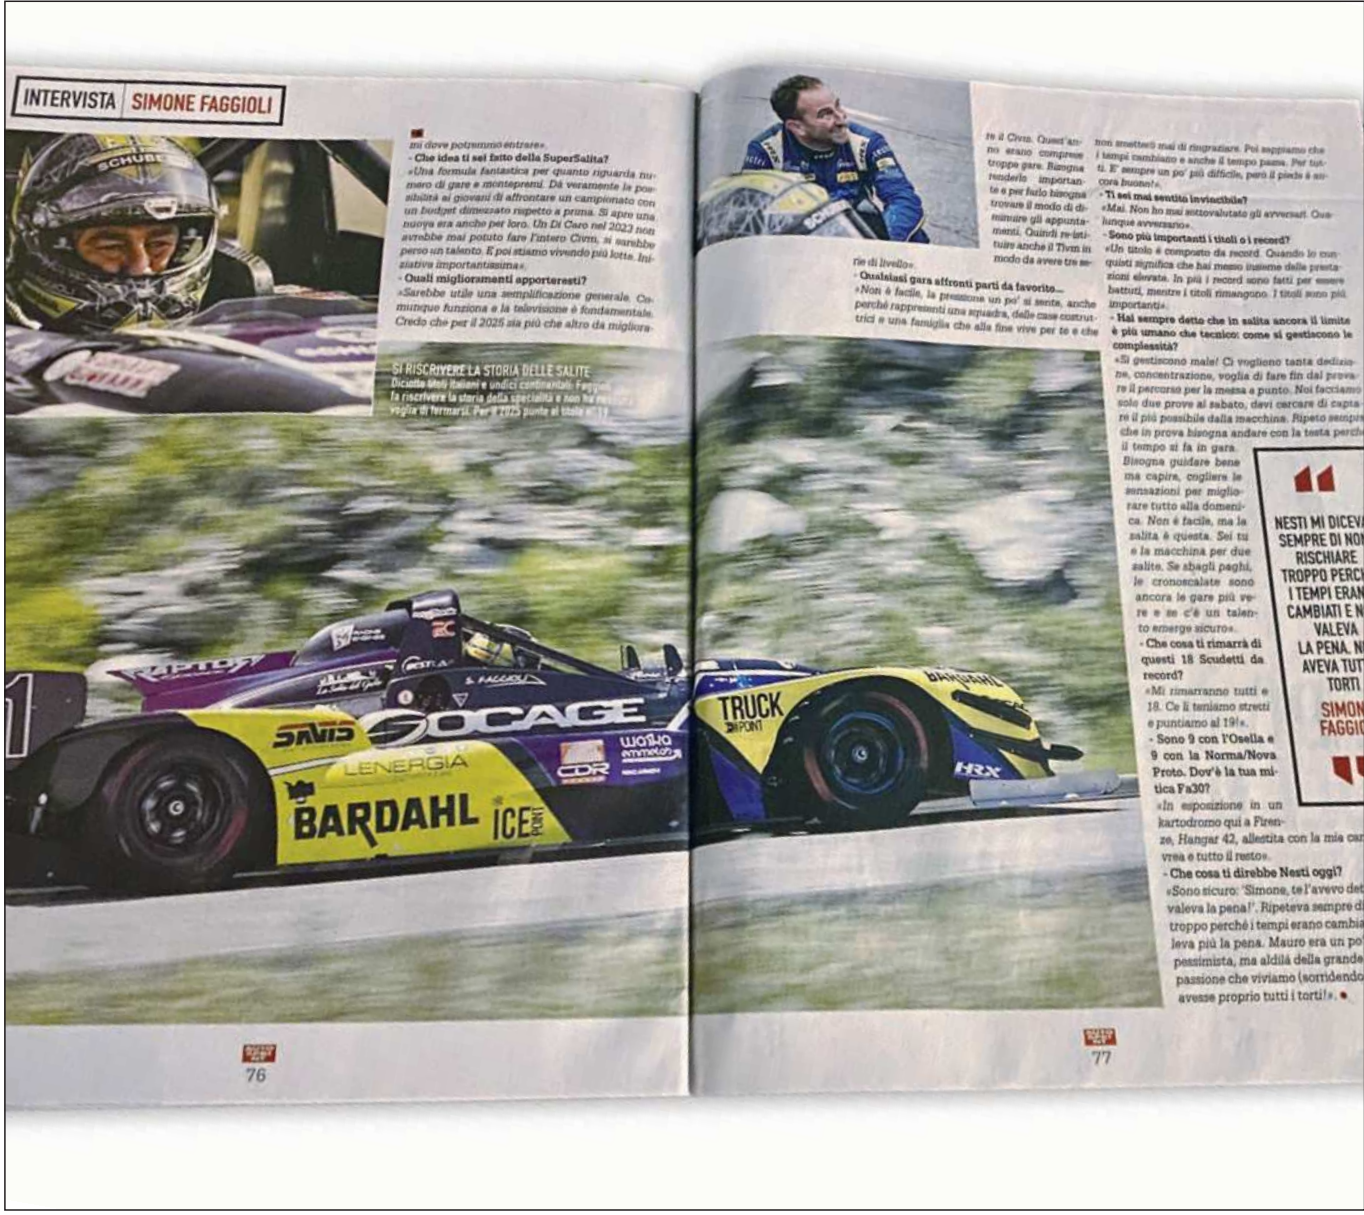 INTERVISTA SIMONE FAGGIOLI
SCHUBE
mi dove potremmo entrare».
- Che idea ti sei fatto della SuperSalita?
«Una formula fantastica per quanto riguarda nu-
mero di gare e montepremi. Dà veramente la pos-
sibilità ai giovani di affrontare un campionato con
un budget dimezzato rispetto a prima. Si apre una
nuova era anche per loro. Un Di Caro nel 2023 non
avrebbe mai potuto fare l'intero Civm, si sarebbe
perso un talento. E poi stiamo vivendo più lotta. Ini-
ziativa importantissima».
- Quali miglioramenti apporteresti?
«Sarebbe utile una semplificazione generale. Co-
munque funziona e la televisione è fondamentale.
Credo che per il 2025 sia più che altro da migliora-
SI RISCRIVERE LA STORIA DELLE SALITE
Diciotto titoli italiani e undici continentali: Faggioli
fa riscrivere la storia della specialità e non ha nessuna
voglia di fermarsi. Per il 2025 punta al titolo n° 19
re il Civm. Quest'an-
no erano comprese
troppe gare. Bisogna
renderlo importan-
te e per farlo bisogna
trovare il modo di di-
minuire gli appunta-
menti. Quindi re-isti-
tuire anche il Tivm in
modo da avere tre se-
rie di livello».
- Qualsiasi gara affronti parti da favorito...
«Non è facile, la pressione un po' si sente, anche
perché rappresenti una squadra, delle case costrut-
trici e una famiglia che alla fine vive per te e che
non smetterò mai di ringraziare. Poi sappiamo che
i tempi cambiano e anche il tempo passa. Per tut-
ti. E' sempre un po' più difficile, però il piede è an-
cora buono!».
- Ti sei mai sentito invincibile?
«Mai. Non ho mai sottovalutato gli avversari. Qua-
lunque avversario».
- Sono più importanti i titoli o i record?
«Un titolo è composto da record. Quando lo con-
quisti significa che hai messo insieme delle presta-
zioni elevate. In più i record sono fatti per essere
battuti, mentre i titoli rimangono. I titoli sono più
importanti».
- Hai sempre detto che in salita ancora il limite
è più umano che tecnico: come si gestiscono le
complessità?
«Si gestiscono male! Ci vogliono tanta dedizio-
ne, concentrazione, voglia di fare fin dal prova-
re il percorso per la messa a punto. Noi facciamo
solo due prove al sabato, devi cercare di capta-
re il più possibile dalla macchina. Ripeto sempre
che in prova bisogna andare con la testa perché
il tempo si fa in gara.
Bisogna guidare bene
ma capire, cogliere le
sensazioni per miglio-
rare tutto alla domeni-
ca. Non è facile, ma la
salita è questa. Sei tu
e la macchina per due
salite. Se sbagli paghi,
le cronoscalate sono
ancora le gare più ve-
re e se c'è un talen-
to emerge sicuro».
- Che cosa ti rimarrà di
questi 18 Scudetti da
record?
«Mi rimarranno tutti e
18. Ce li teniamo stretti
e puntiamo al 19!».
- Sono 9 con l'Osella e
9 con la Norma/Nova
Proto. Dov'è la tua mi-
tica Fa30?
«In esposizione in un
kartodromo qui a Firen-
ze, Hangar 42, allestita con la mia car
vrea e tutto il resto».
- Che cosa ti direbbe Nesti oggi?
«Sono sicuro: 'Simone, te l'avevo det
valeva la pena!'. Ripeteva sempre di
troppo perché i tempi erano cambia
leva più la pena. Mauro era un po'
pessimista, ma aldilà della grande
passione che viviamo (sorridendo
avesse proprio tutti i torti!».
NESTI MI DICEVA
SEMPRE DI NON
RISCHIARE
TROPPO PERCH
I TEMPI ERAN
CAMBIATI E N
VALEVA
LA PENA. N
AVEVA TUTT
TORTI
SIMON
FAGGIO
1
S. FAGGIOLI
GOCAGE
SAVIS
LENERGIA
BARDAHL
ICE POINT
CDR
WOSKA
emmetas
TRUCK
POINT
BARDAHL
HRX
76
77